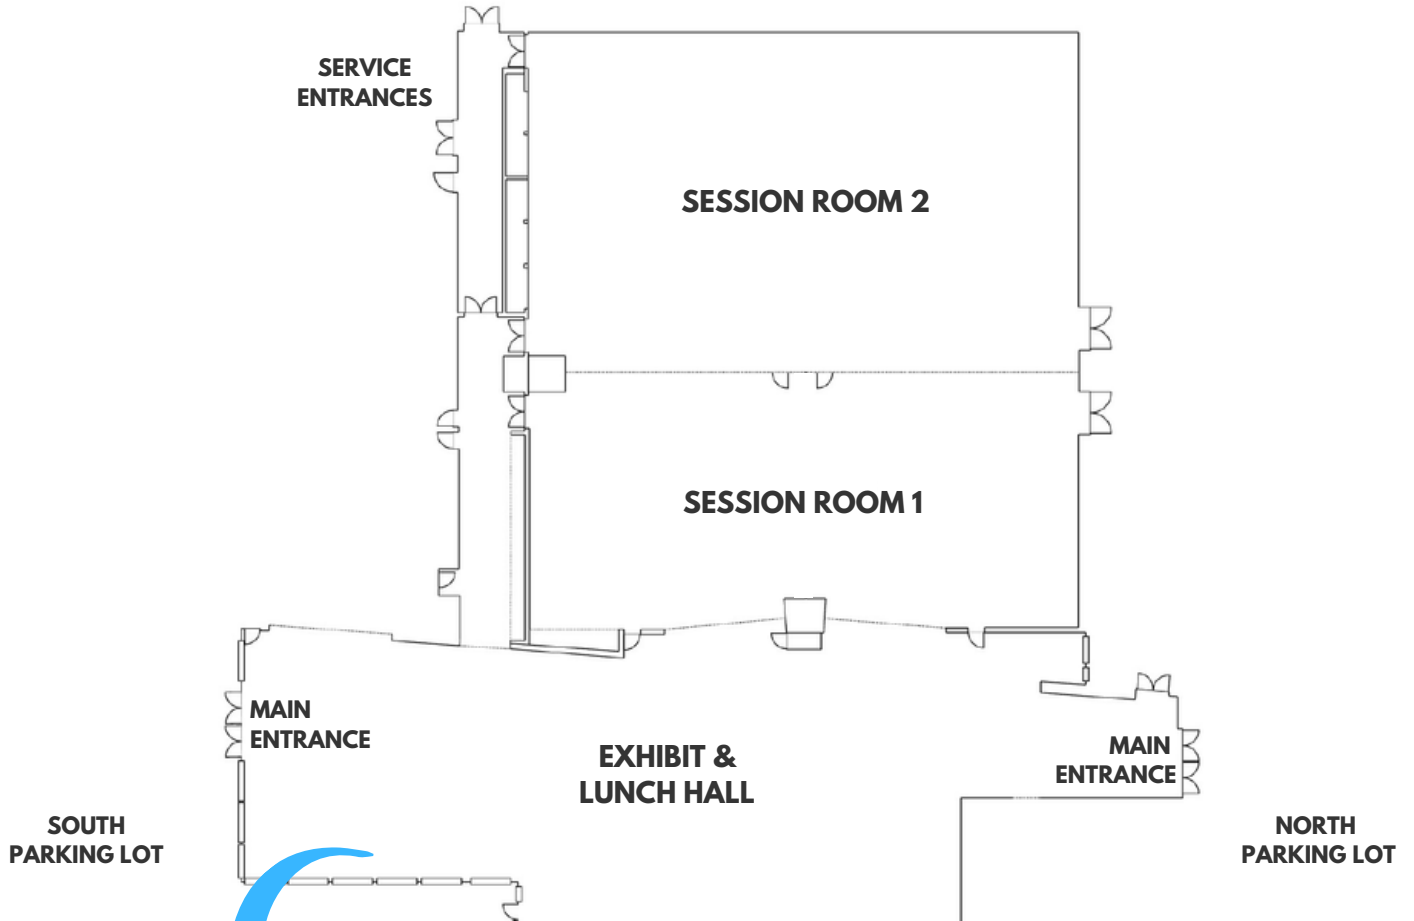 SERVICE
ENTRANCES
SESSION ROOM 2
SESSION ROOM 1
MAIN
ENTRANCE
EXHIBIT &
LUNCH HALL
MAIN
ENTRANCE
SOUTH
PARKING LOT
NORTH
PARKING LOT